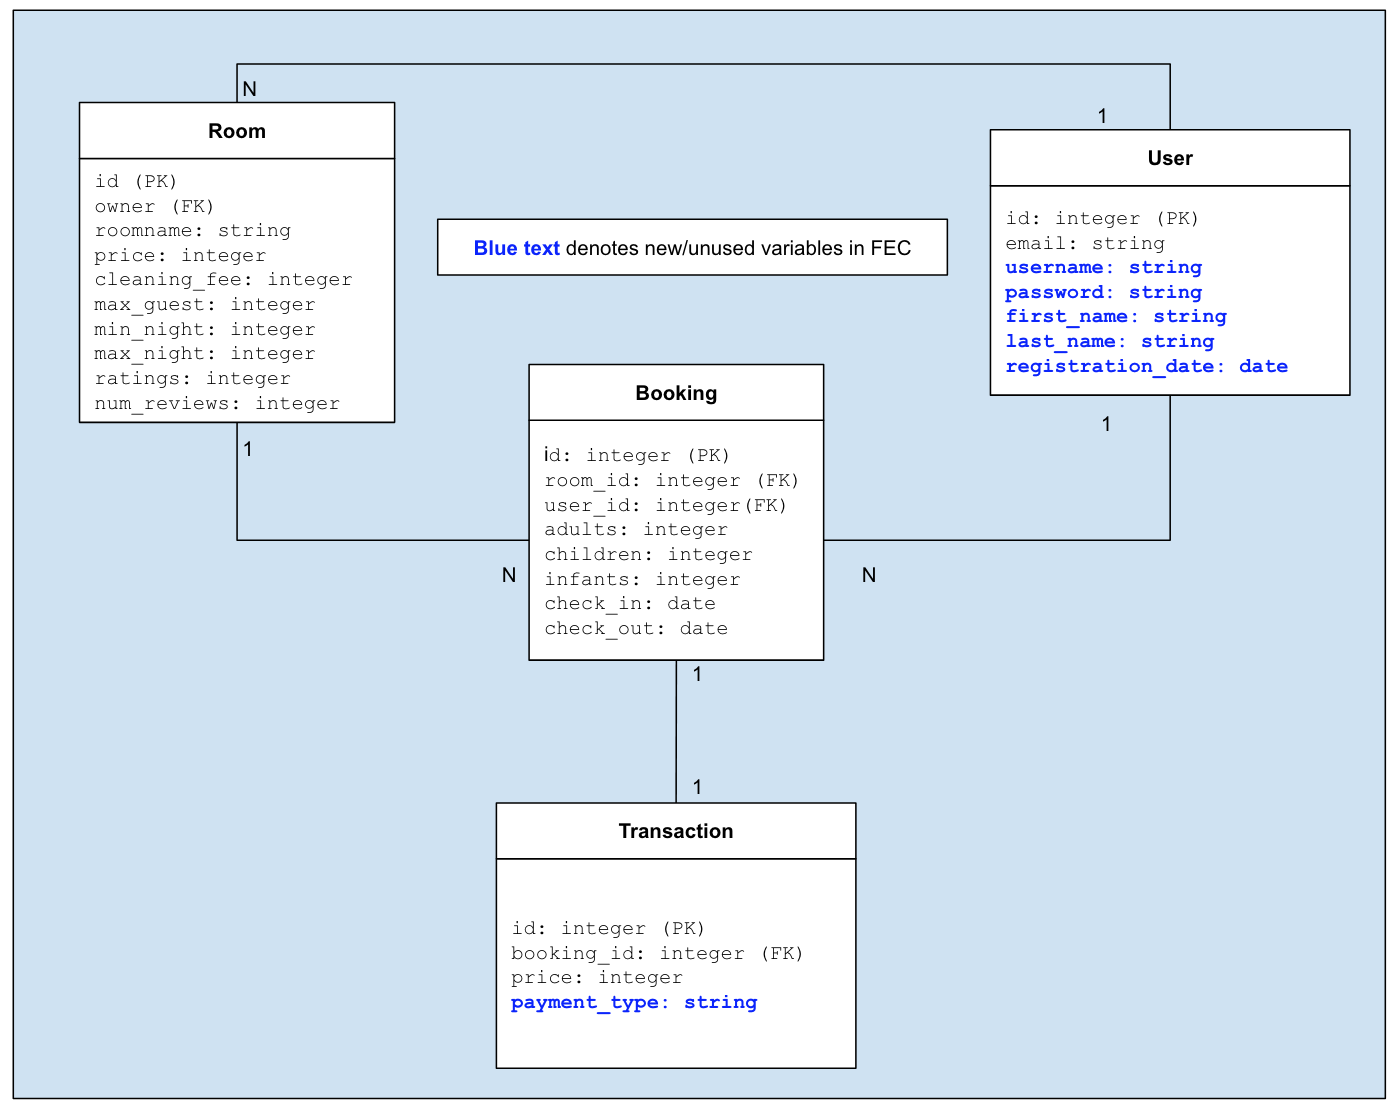 N
Room
id (PK)
owner (FK)
roomname: string
price: integer
cleaning_fee: integer
max_guest: integer
min_night: integer
max_night: integer
ratings: integer
num_reviews: integer
1
Blue text denotes new/unused variables in FEC
1
User
id: integer (PK)
email: string
username: string
password: string
first_name: string
last_name: string
registration_date: date
1
Booking
id: integer (PK)
room_id: integer (FK)
user_id: integer(FK)
adults: integer
children: integer
infants: integer
check_in: date
check_out: date
N
N
1
1
Transaction
id: integer (PK)
booking_id: integer (FK)
price: integer
payment_type: string